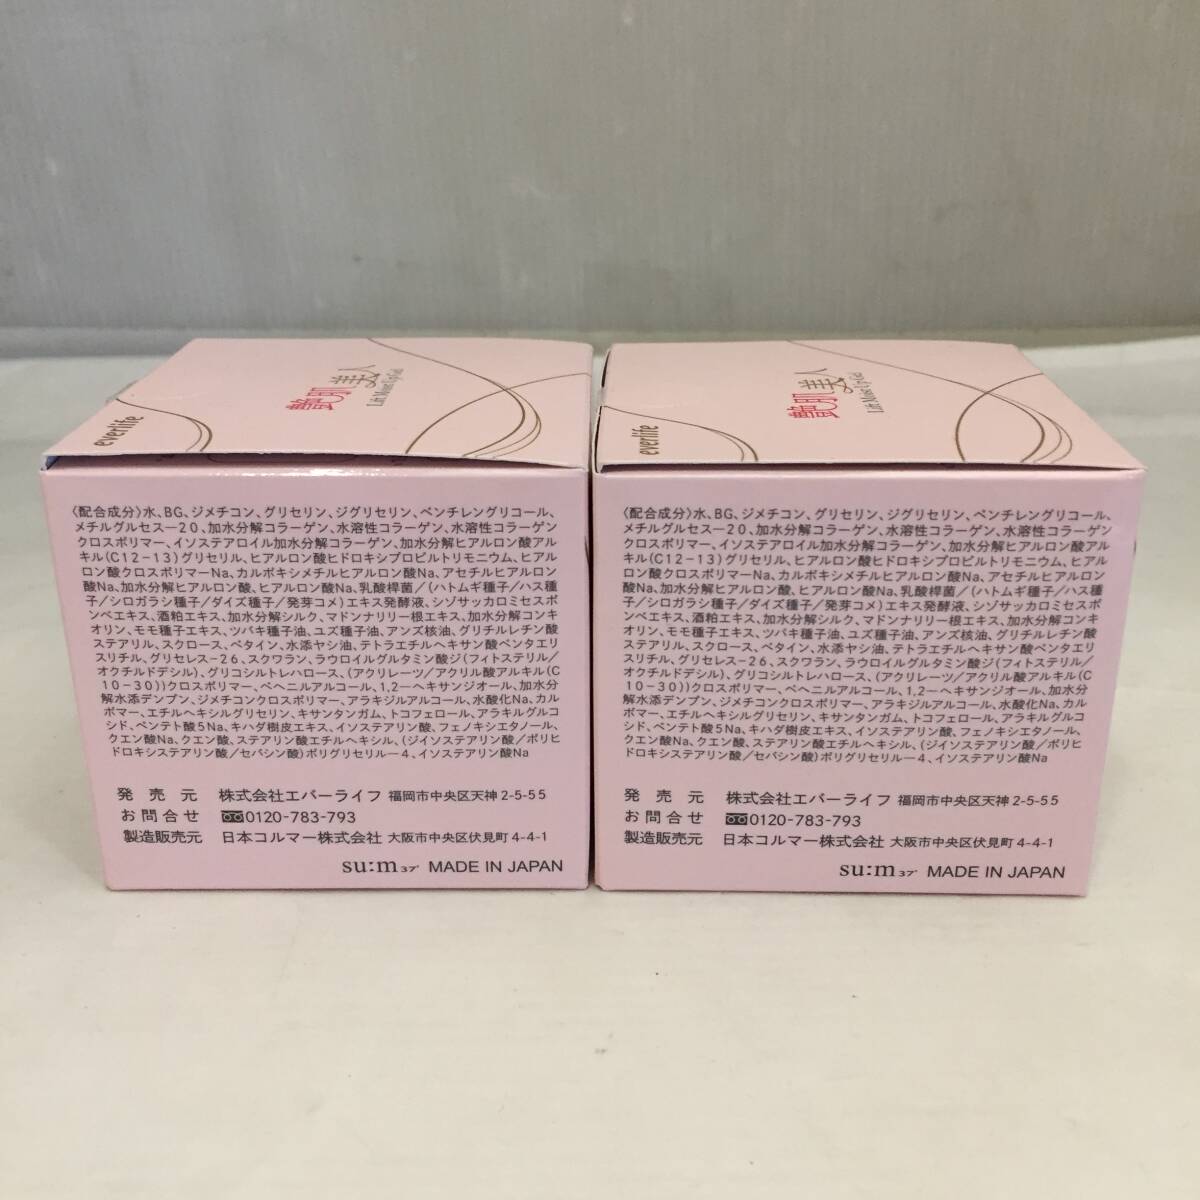 艶肌美人
Lift Moist Up Gel
everlife
〈配合成分〉水、BG、ジメチコン、グリセリン、ジグリセリン、ペンチレングリコール、
メチルグルセス−20、加水分解コラーゲン、水溶性コラーゲン、水溶性コラーゲン
クロスポリマー、イソステアロイル加水分解コラーゲン、加水分解ヒアルロン酸アル
キル(C12−13)グリセリル、ヒアルロン酸ヒドロキシプロピルトリモニウム、ヒアル
ロン酸クロスポリマーNa、カルボキシメチルヒアルロン酸Na、アセチルヒアルロン
酸Na、加水分解ヒアルロン酸、ヒアルロン酸Na、乳酸桿菌／(ハトムギ種子／ハス種
子／シロガラシ種子／ダイズ種子／発芽コメ)エキス発酵液、シゾサッカロミセスポ
ンベエキス、酒粕エキス、加水分解シルク、マドンナリリー根エキス、加水分解コンキ
オリン、モモ種子エキス、ツバキ種子油、ユズ種子油、アンズ核油、グリチルレチン酸
ステアリル、スクロース、ベタイン、水添ヤシ油、テトラエチルヘキサン酸ペンタエリ
スリチル、グリセレス−26、スクワラン、ラウロイルグルタミン酸ジ(フィトステリル／
オクチルドデシル)、グリコシルトレハロース、(アクリレーツ／アクリル酸アルキル(C
10−30))クロスポリマー、ベヘニルアルコール、1,2−ヘキサンジオール、加水分
解水添デンプン、ジメチコンクロスポリマー、アラキジルアルコール、水酸化Na、カル
ボマー、エチルヘキシルグリセリン、キサンタンガム、トコフェロール、アラキルグルコ
シド、ペンテト酸5Na、キハダ樹皮エキス、イソステアリン酸、フェノキシエタノール、
クエン酸Na、クエン酸、ステアリン酸エチルヘキシル、(ジイソステアリン酸／ポリヒ
ドロキシステアリン酸／セバシン酸)ポリグリセリル−4、イソステアリン酸Na
発売元 株式会社エバーライフ 福岡市中央区天神2-5-55
お問合せ 0120-783-793
製造販売元 日本コルマー株式会社 大阪市中央区伏見町4-4-1
su:m37° MADE IN JAPAN
艶肌美人
Lift Moist Up Gel
everlife
〈配合成分〉水、BG、ジメチコン、グリセリン、ジグリセリン、ペンチレングリコール、
メチルグルセス−20、加水分解コラーゲン、水溶性コラーゲン、水溶性コラーゲン
クロスポリマー、イソステアロイル加水分解コラーゲン、加水分解ヒアルロン酸アル
キル(C12−13)グリセリル、ヒアルロン酸ヒドロキシプロピルトリモニウム、ヒアル
ロン酸クロスポリマーNa、カルボキシメチルヒアルロン酸Na、アセチルヒアルロン
酸Na、加水分解ヒアルロン酸、ヒアルロン酸Na、乳酸桿菌／(ハトムギ種子／ハス種
子／シロガラシ種子／ダイズ種子／発芽コメ)エキス発酵液、シゾサッカロミセスポ
ンベエキス、酒粕エキス、加水分解シルク、マドンナリリー根エキス、加水分解コンキ
オリン、モモ種子エキス、ツバキ種子油、ユズ種子油、アンズ核油、グリチルレチン酸
ステアリル、スクロース、ベタイン、水添ヤシ油、テトラエチルヘキサン酸ペンタエリ
スリチル、グリセレス−26、スクワラン、ラウロイルグルタミン酸ジ(フィトステリル／
オクチルドデシル)、グリコシルトレハロース、(アクリレーツ／アクリル酸アルキル(C
10−30))クロスポリマー、ベヘニルアルコール、1,2−ヘキサンジオール、加水分
解水添デンプン、ジメチコンクロスポリマー、アラキジルアルコール、水酸化Na、カル
ボマー、エチルヘキシルグリセリン、キサンタンガム、トコフェロール、アラキルグルコ
シド、ペンテト酸5Na、キハダ樹皮エキス、イソステアリン酸、フェノキシエタノール、
クエン酸Na、クエン酸、ステアリン酸エチルヘキシル、(ジイソステアリン酸／ポリヒ
ドロキシステアリン酸／セバシン酸)ポリグリセリル−4、イソステアリン酸Na
発売元 株式会社エバーライフ 福岡市中央区天神2-5-55
お問合せ 0120-783-793
製造販売元 日本コルマー株式会社 大阪市中央区伏見町4-4-1
su:m37° MADE IN JAPAN